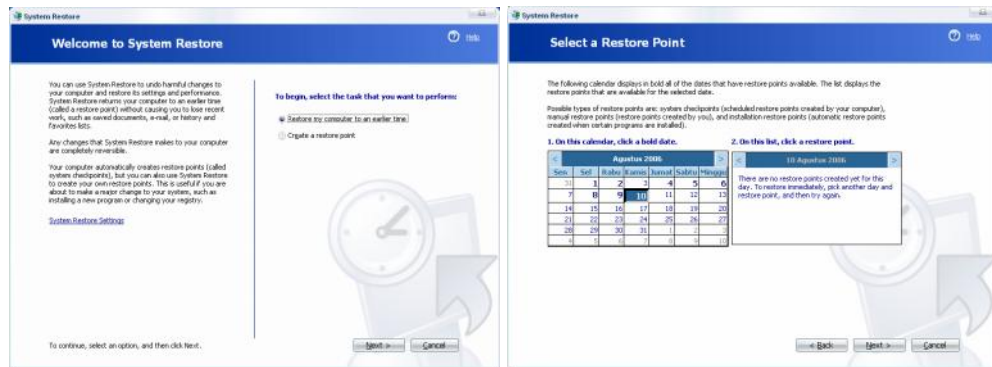 System Restore
Welcome to System Restore
Help
You can use System Restore to undo harmful changes to
your computer and restore its settings and performance.
System Restore returns your computer to an earlier time
(called a restore point) without causing you to lose recent
work, such as saved documents, e-mail, or history and
favorites lists.
Any changes that System Restore makes to your computer
are completely reversible.
Your computer automatically creates restore points (called
system checkpoints), but you can also use System Restore
to create your own restore points. This is useful if you are
about to make a major change to your system, such as
installing a new program or changing your registry.
System Restore Settings
To begin, select the task that you want to perform:
Restore my computer to an earlier time
Create a restore point
To continue, select an option, and then click Next.
Next >
Cancel
System Restore
Select a Restore Point
Help
The following calendar displays in bold all of the dates that have restore points available. The list displays the
restore points that are available for the selected date.
Possible types of restore points are: system checkpoints (scheduled restore points created by your computer),
manual restore points (restore points created by you), and installation restore points (automatic restore points
created when certain programs are installed).
1. On this calendar, click a bold date.
< Agustus 2006 >
Sen Sel Rabu Kamis Jumat Sabtu Minggu
31 1 2 3 4 5 6
7 8 9 10 11 12 13
14 15 16 17 18 19 20
21 22 23 24 25 26 27
28 29 30 31 1 2 3
4 5 6 7 8 9 10
2. On this list, click a restore point.
< 10 Agustus 2006 >
There are no restore points created yet for this
day. To restore immediately, pick another day and
restore point, and then try again.
< Back
Next >
Cancel